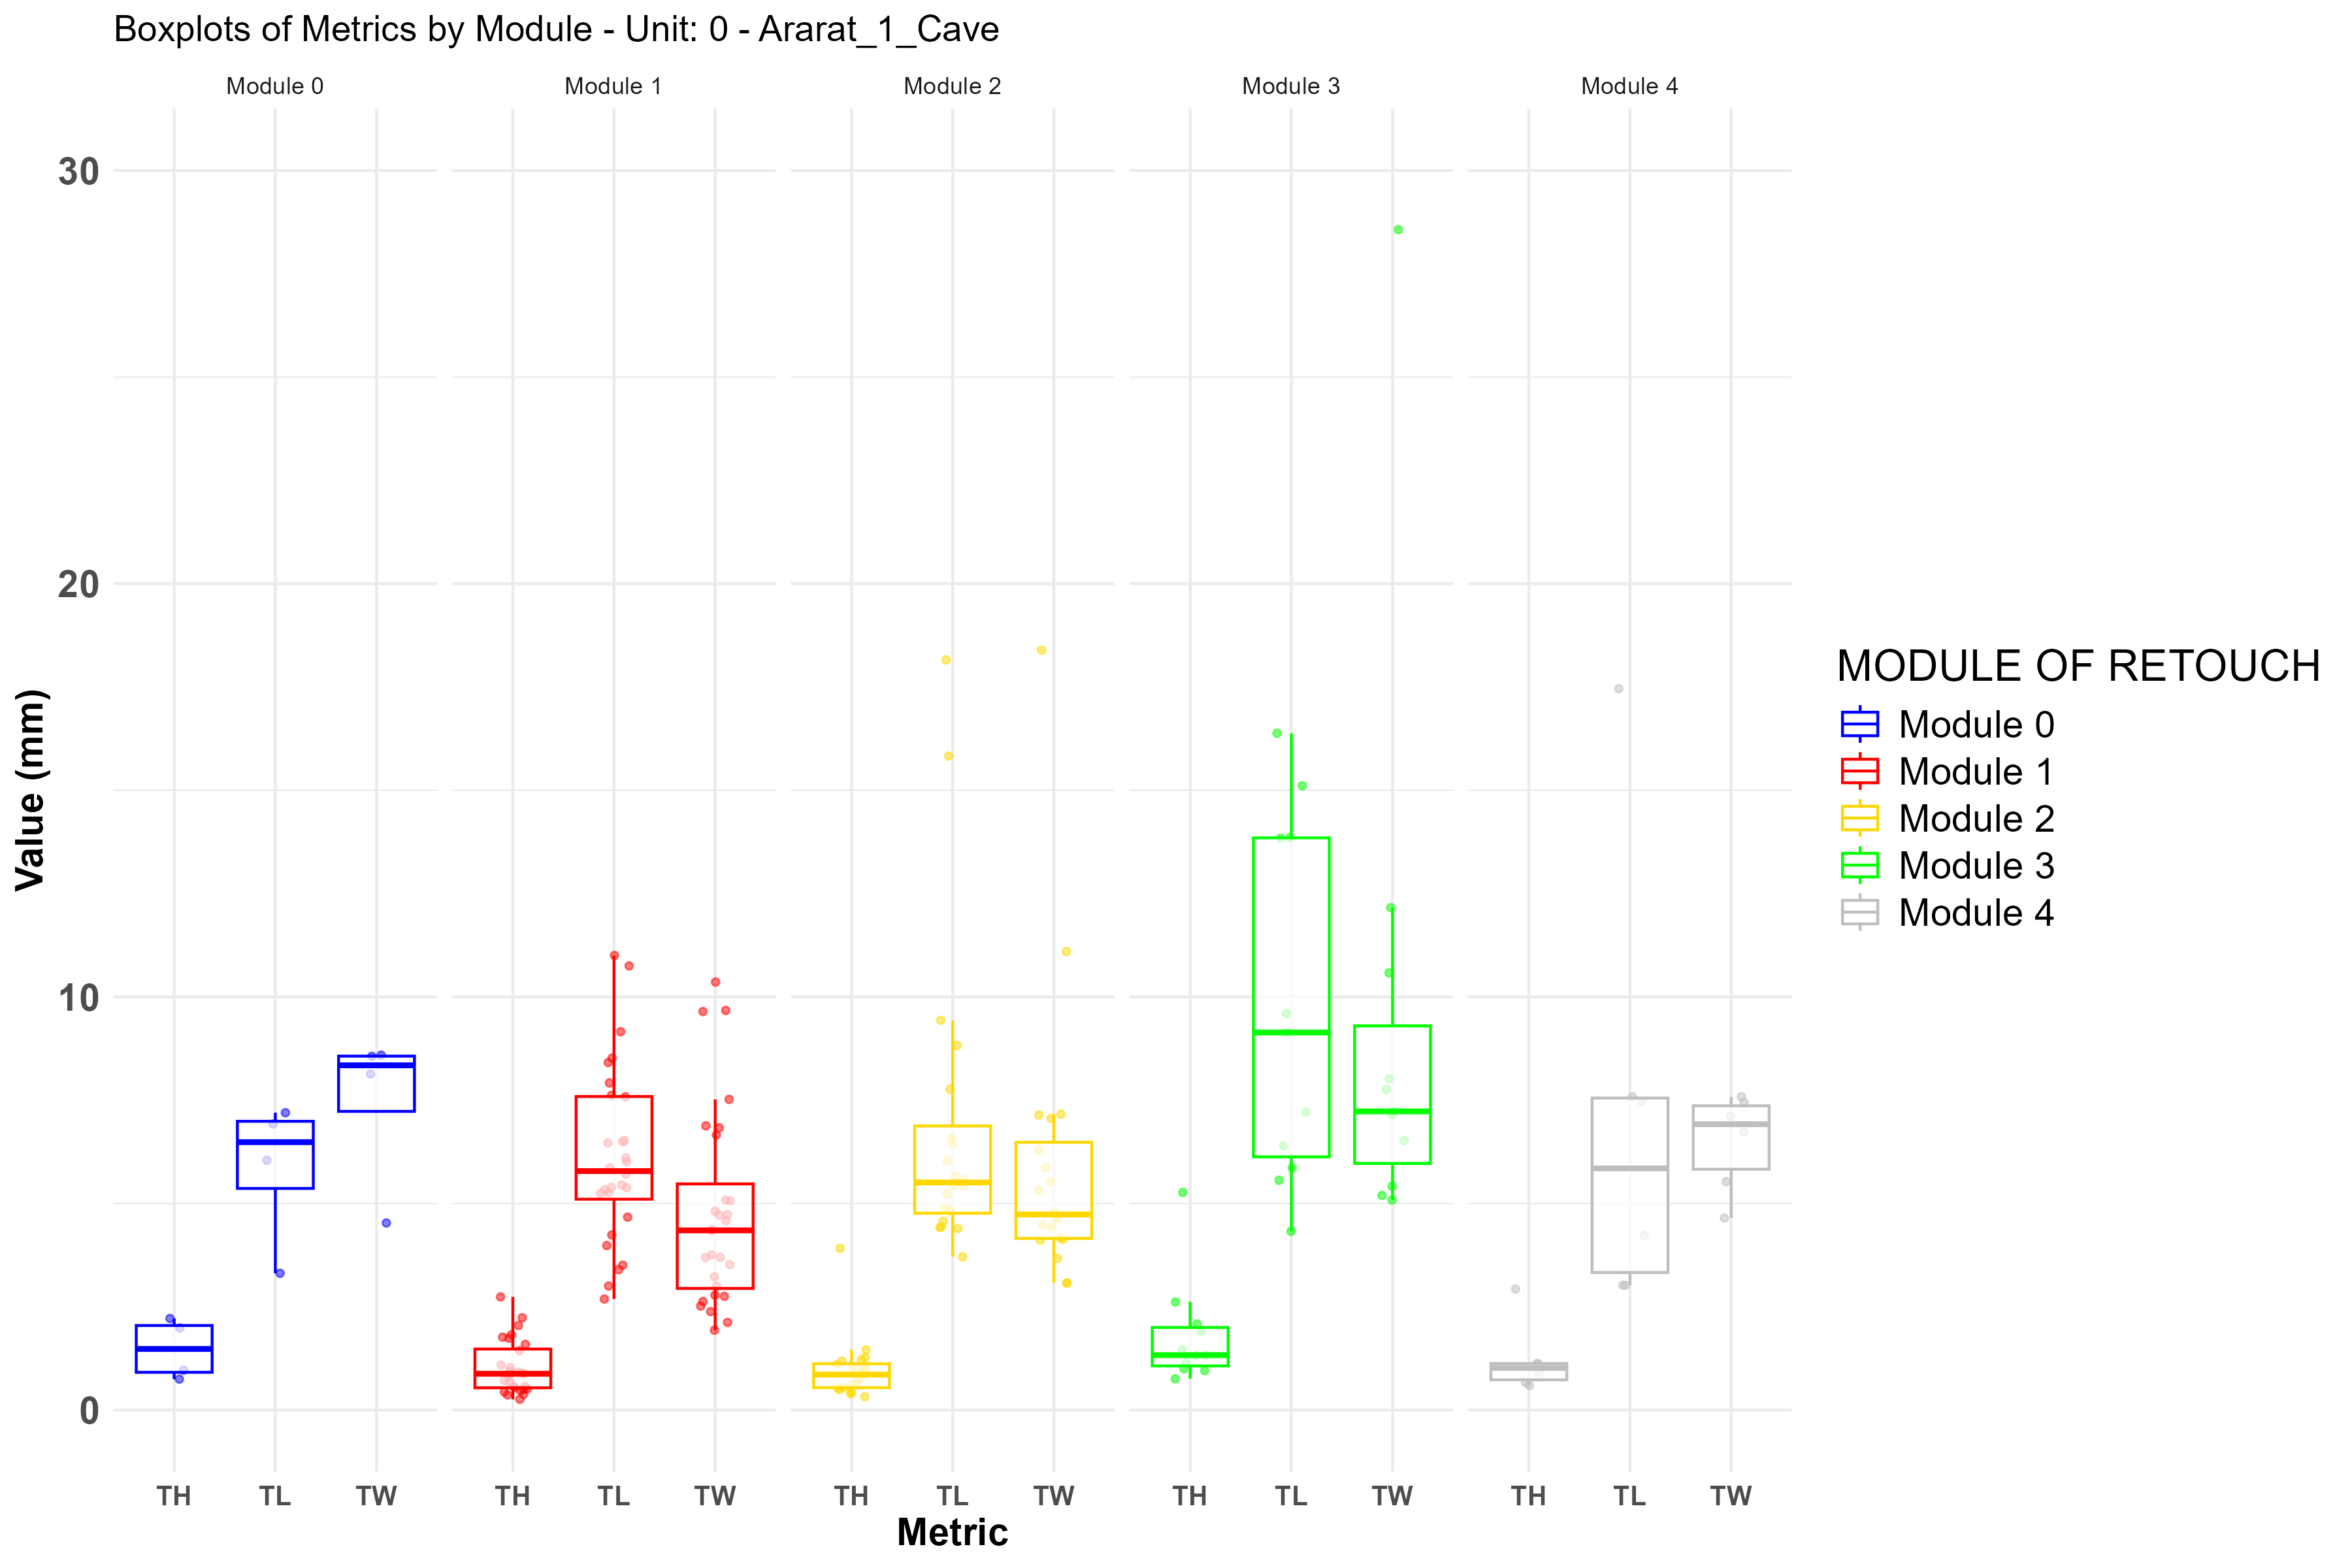 Boxplots of Metrics by Module - Unit: 0 - Ararat_1_Cave
Module 0 Module 1 Module 2 Module 3 Module 4
30
20
10
0
Value (mm)
TH TL TW TH TL TW TH TL TW TH TL TW TH TL TW
Metric
MODULE OF RETOUCH
Module 0
Module 1
Module 2
Module 3
Module 4